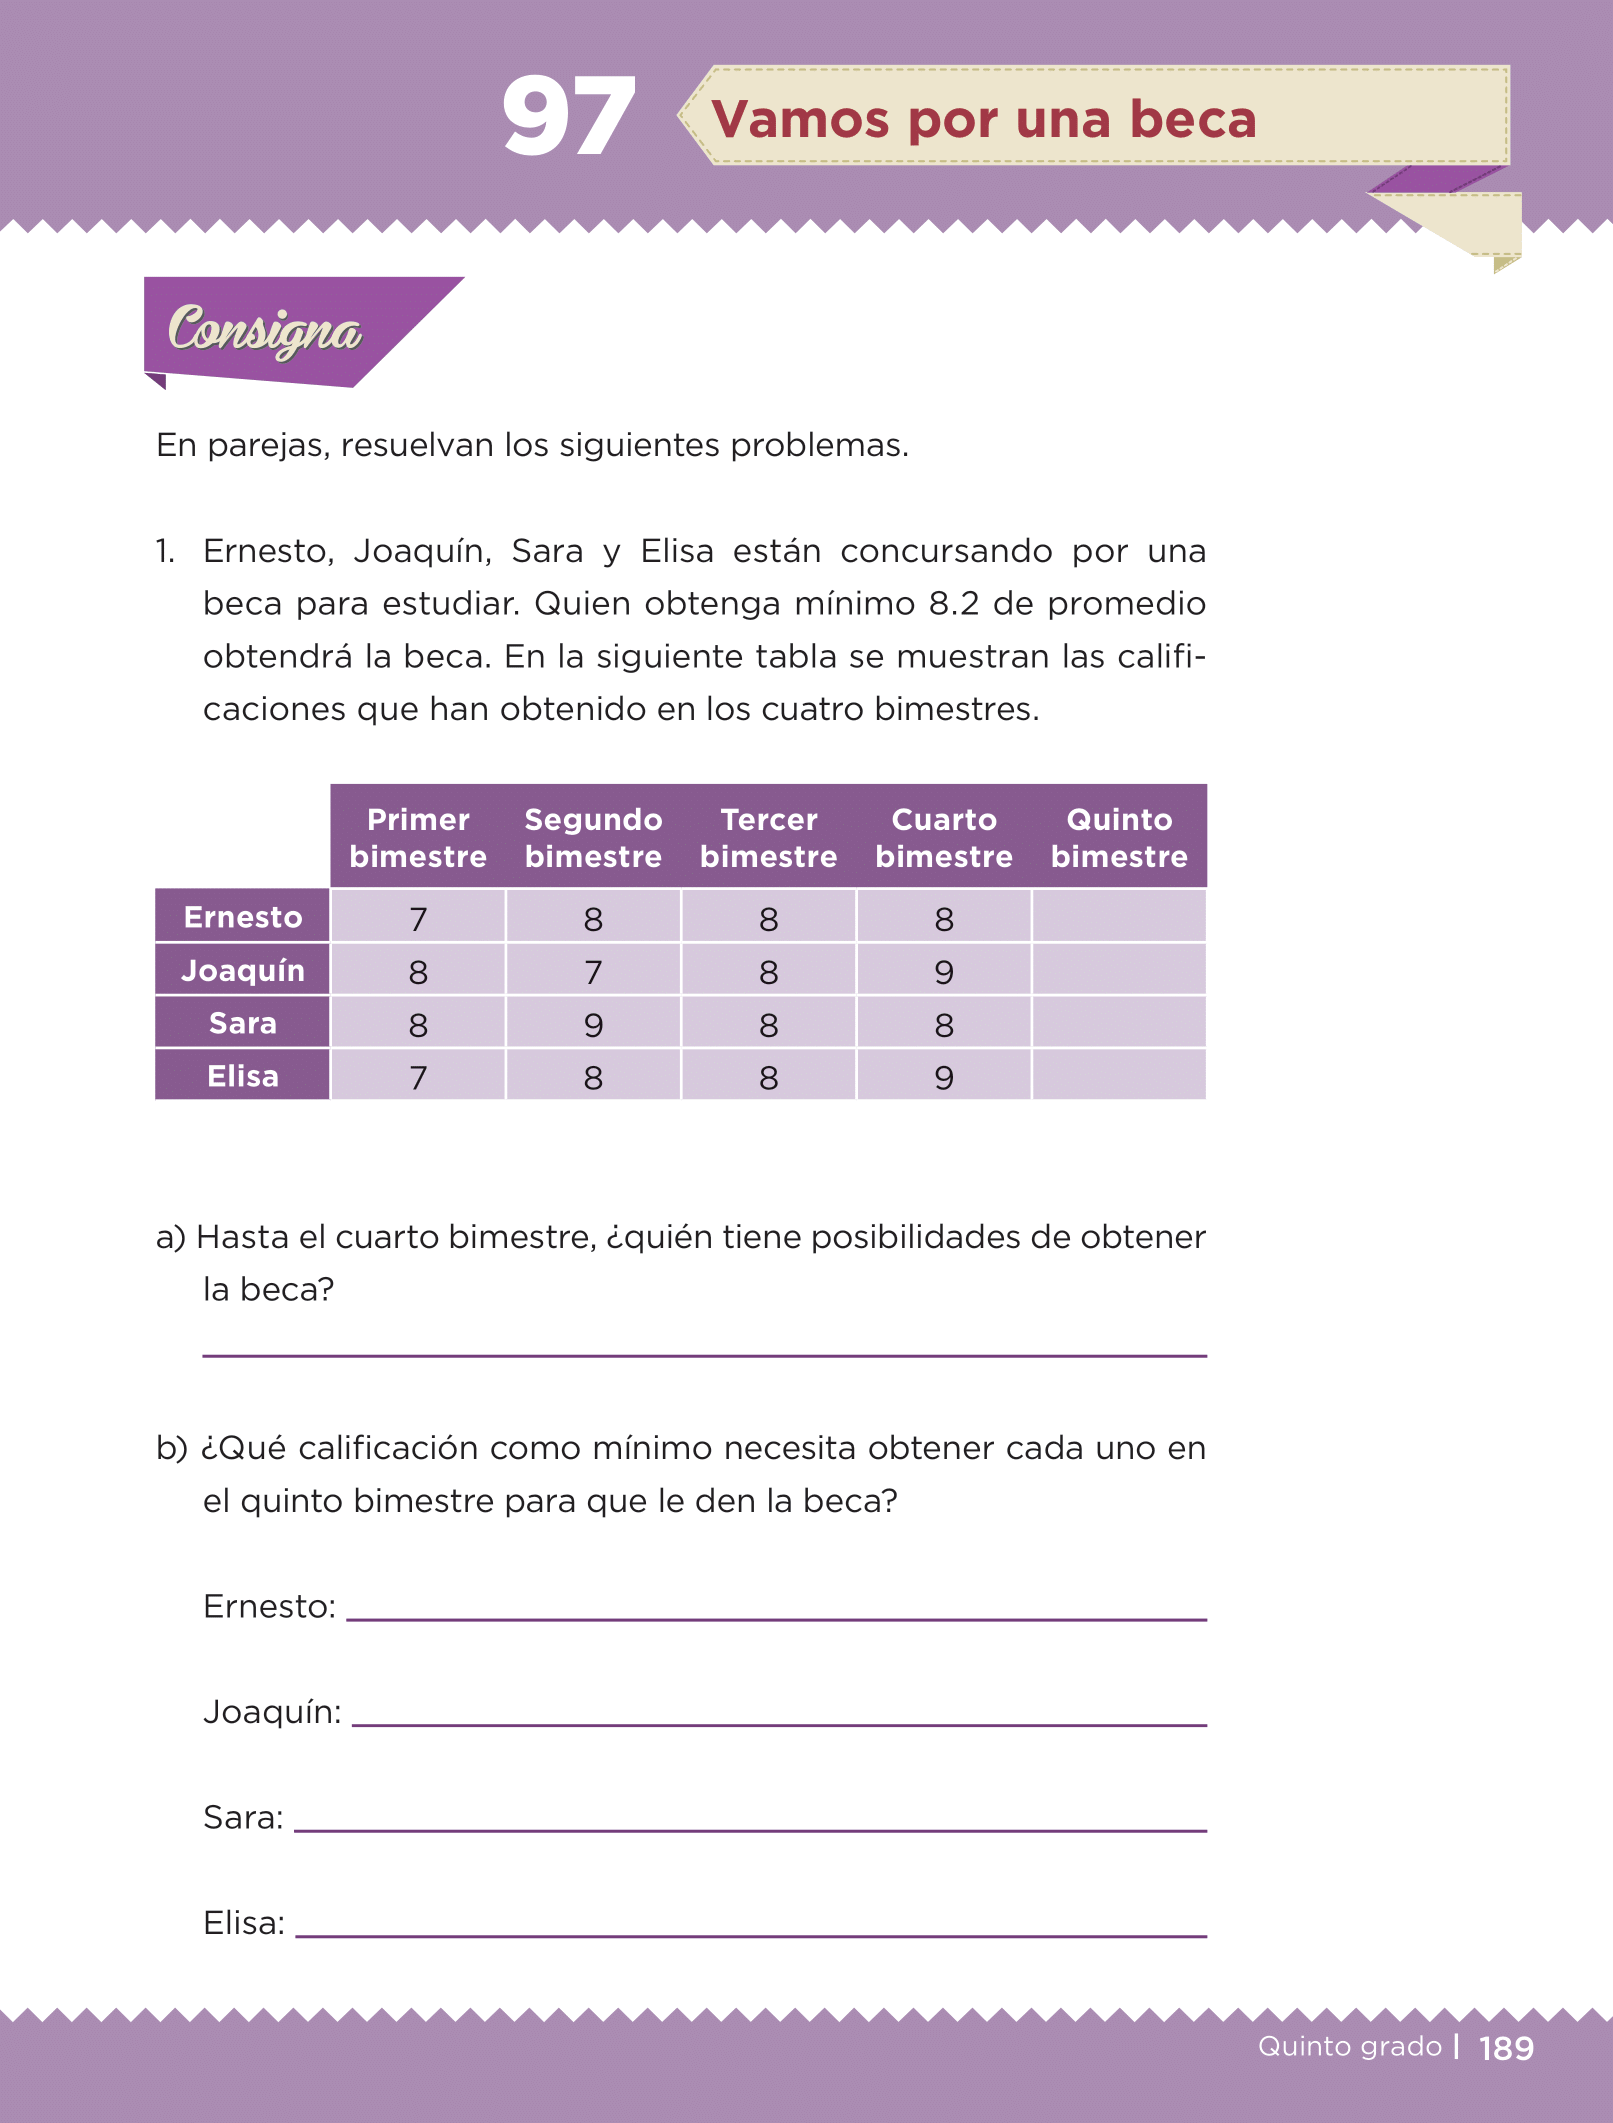 97
Vamos por una beca
Consigna
En parejas, resuelvan los siguientes problemas.
1. Ernesto, Joaquín, Sara y Elisa están concursando por una
beca para estudiar. Quien obtenga mínimo 8.2 de promedio
obtendrá la beca. En la siguiente tabla se muestran las califi-
caciones que han obtenido en los cuatro bimestres.
Primer Segundo Tercer Cuarto Quinto
bimestre bimestre bimestre bimestre bimestre
Ernesto 7 8 8 8
Joaquín 8 7 8 9
Sara 8 9 8 8
Elisa 7 8 8 9
a) Hasta el cuarto bimestre, ¿quién tiene posibilidades de obtener
la beca?
b) ¿Qué calificación como mínimo necesita obtener cada uno en
el quinto bimestre para que le den la beca?
Ernesto:
Joaquín:
Sara:
Elisa:
Quinto grado | 189